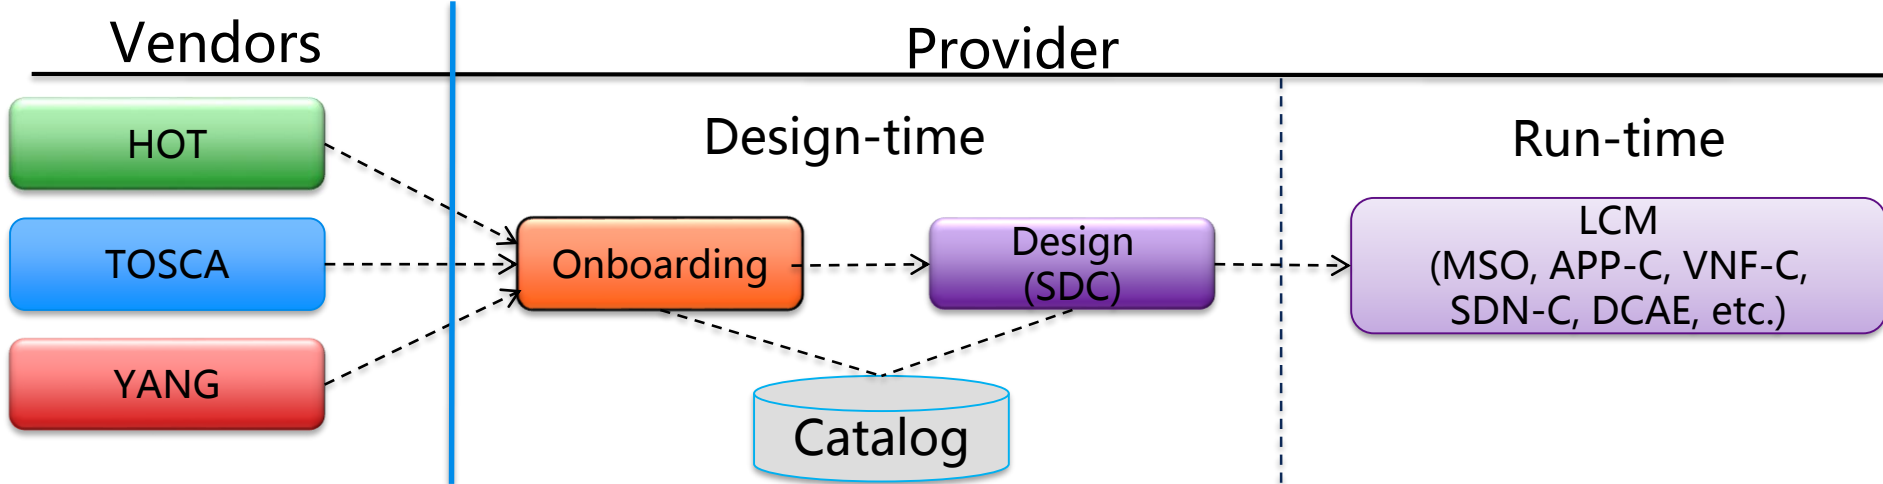 Vendors
Provider
HOT
TOSCA
YANG
Design-time
Onboarding
Design
(SDC)
Catalog
Run-time
LCM
(MSO, APP-C, VNF-C,
SDN-C, DCAE, etc.)